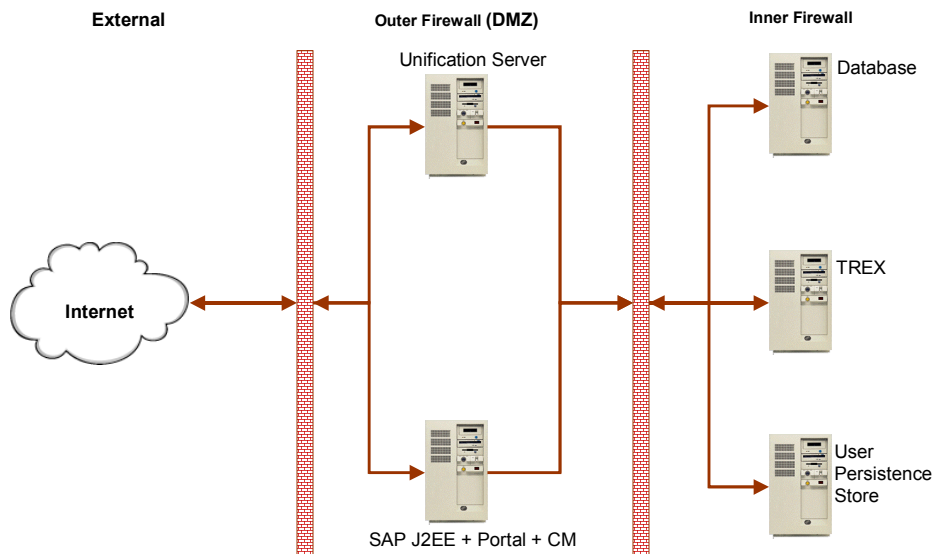 External
Outer Firewall (DMZ)
Inner Firewall
Unification Server
Database
Internet
TREX
User
Persistence
Store
SAP J2EE + Portal + CM